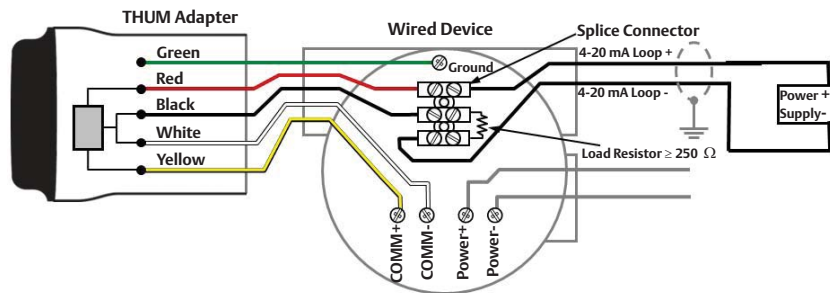 THUM Adapter
Wired Device
Splice Connector
Green
Ground
4-20 mA Loop +
Red
4-20 mA Loop -
Black
Power +
Supply-
White
Load Resistor ≥ 250 Ω
Yellow
COMM+
COMM-
Power+
Power-